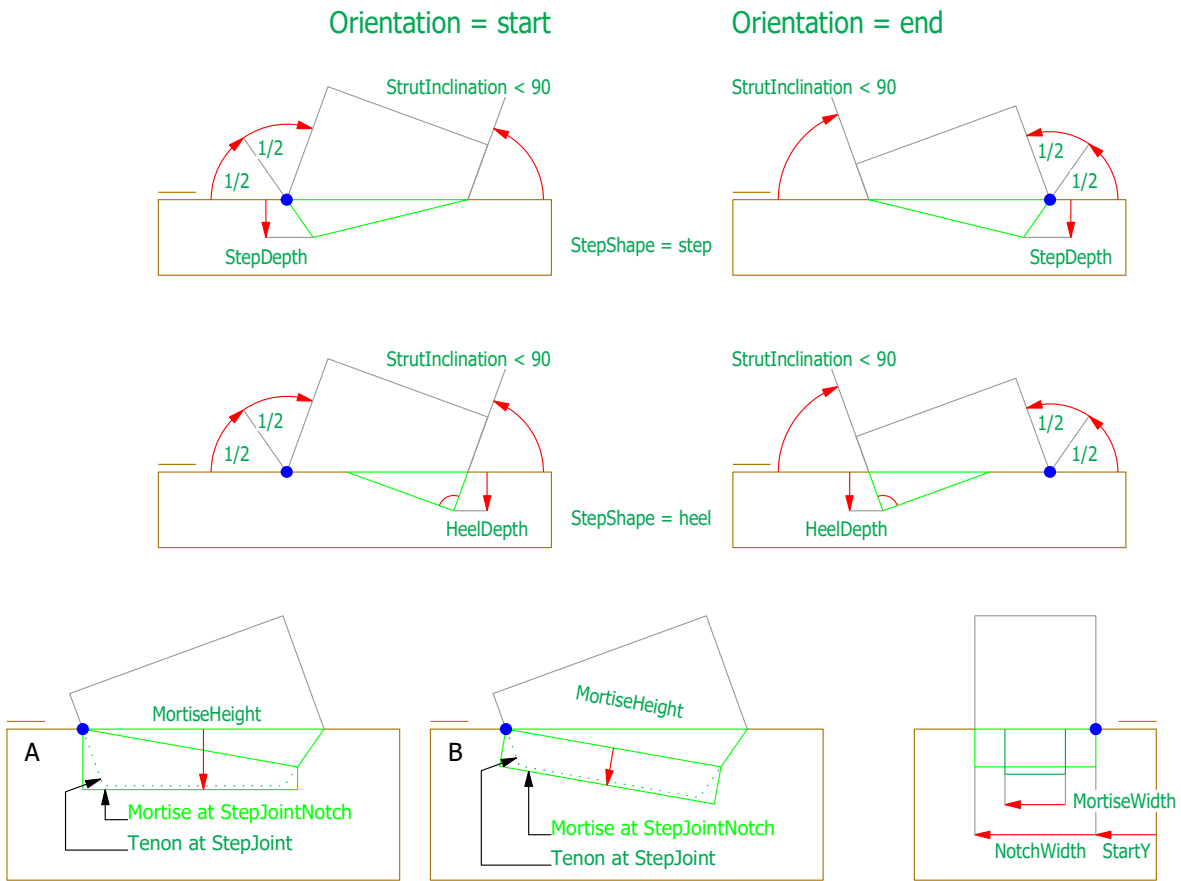 Orientation = start
Orientation = end
StrutInclination < 90
StrutInclination < 90
1/2
1/2
1/2
1/2
StepDepth
StepShape = step
StepDepth
StrutInclination < 90
StrutInclination < 90
1/2
1/2
1/2
1/2
HeelDepth
StepShape = heel
HeelDepth
MortiseHeight
MortiseHeight
A
B
Mortise at StepJointNotch
Tenon at StepJoint
Mortise at StepJointNotch
Tenon at StepJoint
MortiseWidth
NotchWidth
StartY